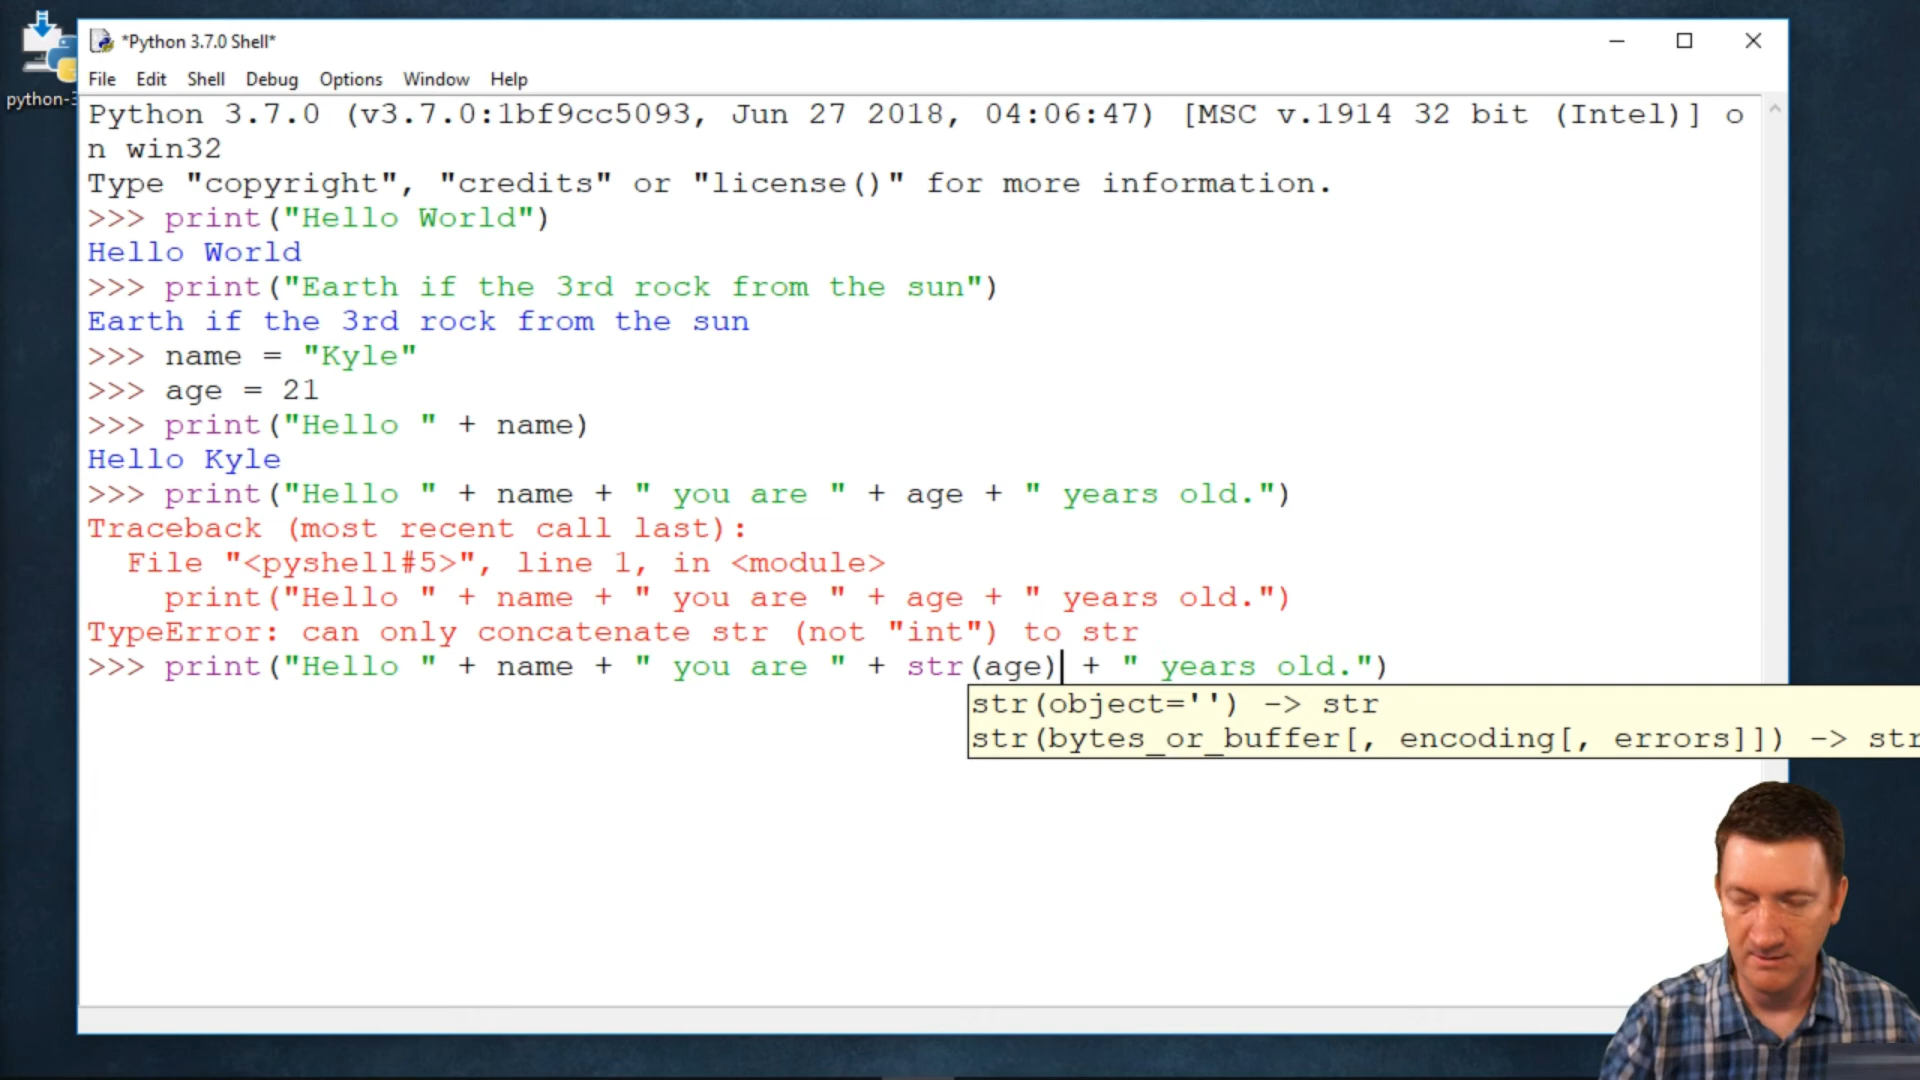 python-3
*Python 3.7.0 Shell*
File Edit Shell Debug Options Window Help
Python 3.7.0 (v3.7.0:1bf9cc5093, Jun 27 2018, 04:06:47) [MSC v.1914 32 bit (Intel)] o
n win32
Type "copyright", "credits" or "license()" for more information.
>>> print("Hello World")
Hello World
>>> print("Earth if the 3rd rock from the sun")
Earth if the 3rd rock from the sun
>>> name = "Kyle"
>>> age = 21
>>> print("Hello " + name)
Hello Kyle
>>> print("Hello " + name + " you are " + age + " years old.")
Traceback (most recent call last):
  File "<pyshell#5>", line 1, in <module>
    print("Hello " + name + " you are " + age + " years old.")
TypeError: can only concatenate str (not "int") to str
>>> print("Hello " + name + " you are " + str(age) + " years old.")
str(object='') -> str
str(bytes_or_buffer[, encoding[, errors]]) -> str